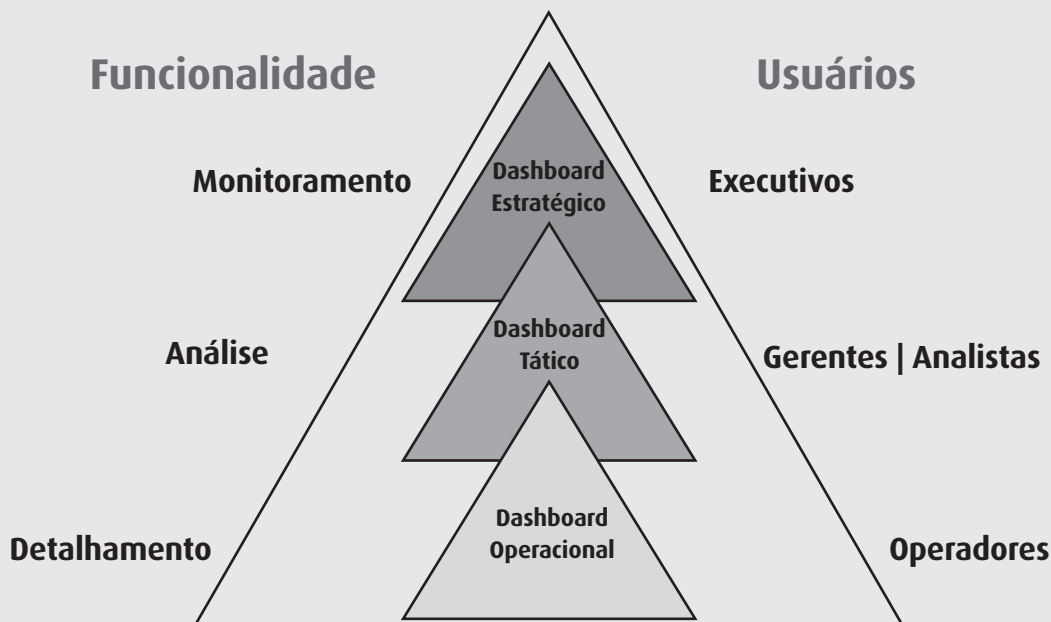 Funcionalidade
Usuários
Monitoramento
Dashboard
Estratégico
Executivos
Análise
Dashboard
Tático
Gerentes | Analistas
Detalhamento
Dashboard
Operacional
Operadores